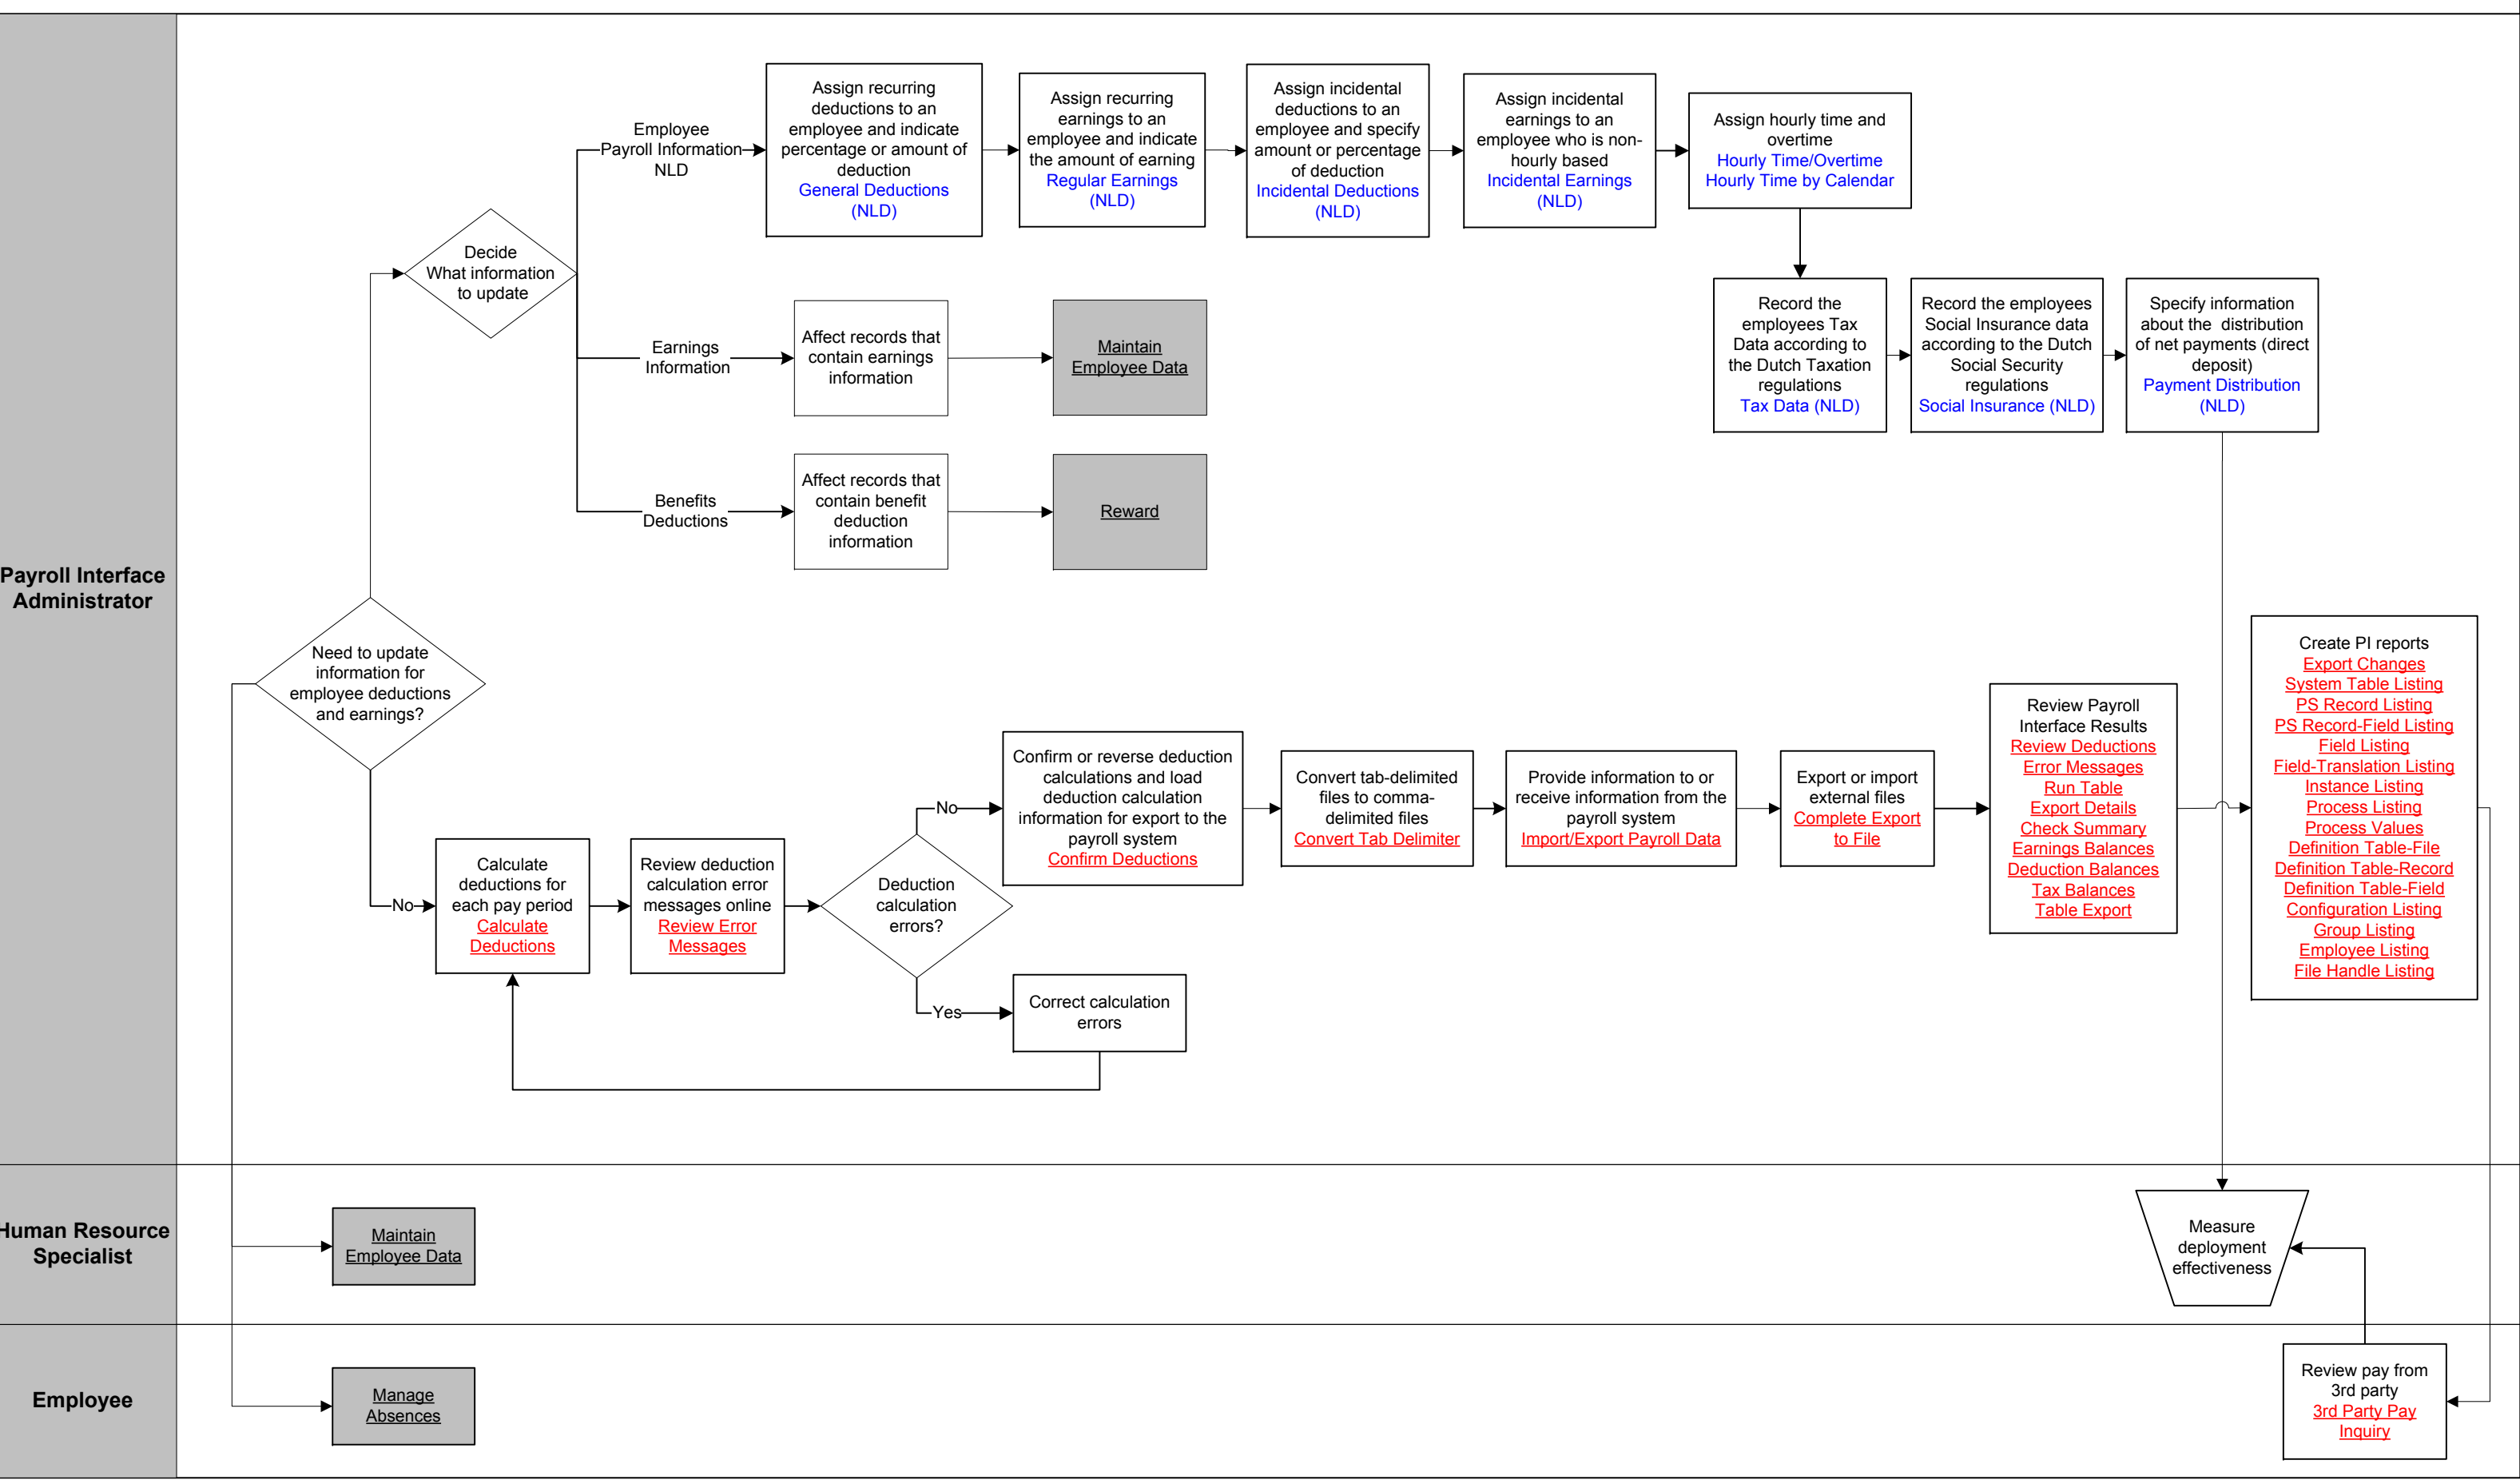 Payroll Interface
Administrator
Human Resource
Specialist
Employee
Need to update
information for
employee deductions
and earnings?
Decide
What information
to update
Employee
Payroll Information
NLD
Assign recurring
deductions to an
employee and indicate
percentage or amount of
deduction
General Deductions
(NLD)
Assign recurring
earnings to an
employee and indicate
the amount of earning
Regular Earnings
(NLD)
Assign incidental
deductions to an
employee and specify
amount or percentage
of deduction
Incidental Deductions
(NLD)
Assign incidental
earnings to an
employee who is non-
hourly based
Incidental Earnings
(NLD)
Assign hourly time and
overtime
Hourly Time/Overtime
Hourly Time by Calendar
Record the
employees Tax
Data according to
the Dutch Taxation
regulations
Tax Data (NLD)
Record the employees
Social Insurance data
according to the Dutch
Social Security
regulations
Social Insurance (NLD)
Specify information
about the distribution
of net payments (direct
deposit)
Payment Distribution
(NLD)
Earnings
Information
Affect records that
contain earnings
information
Maintain
Employee Data
Benefits
Deductions
Affect records that
contain benefit
deduction
information
Reward
No
Calculate
deductions for
each pay period
Calculate
Deductions
Review deduction
calculation error
messages online
Review Error
Messages
Deduction
calculation
errors?
No
Confirm or reverse deduction
calculations and load
deduction calculation
information for export to the
payroll system
Confirm Deductions
Yes
Correct calculation
errors
Convert tab-delimited
files to comma-
delimited files
Convert Tab Delimiter
Provide information to or
receive information from the
payroll system
Import/Export Payroll Data
Export or import
external files
Complete Export
to File
Review Payroll
Interface Results
Review Deductions
Error Messages
Run Table
Export Details
Check Summary
Earnings Balances
Deduction Balances
Tax Balances
Table Export
Create PI reports
Export Changes
System Table Listing
PS Record Listing
PS Record-Field Listing
Field Listing
Field-Translation Listing
Instance Listing
Process Listing
Process Values
Definition Table-File
Definition Table-Record
Definition Table-Field
Configuration Listing
Group Listing
Employee Listing
File Handle Listing
Maintain
Employee Data
Measure
deployment
effectiveness
Manage
Absences
Review pay from
3rd party
3rd Party Pay
Inquiry